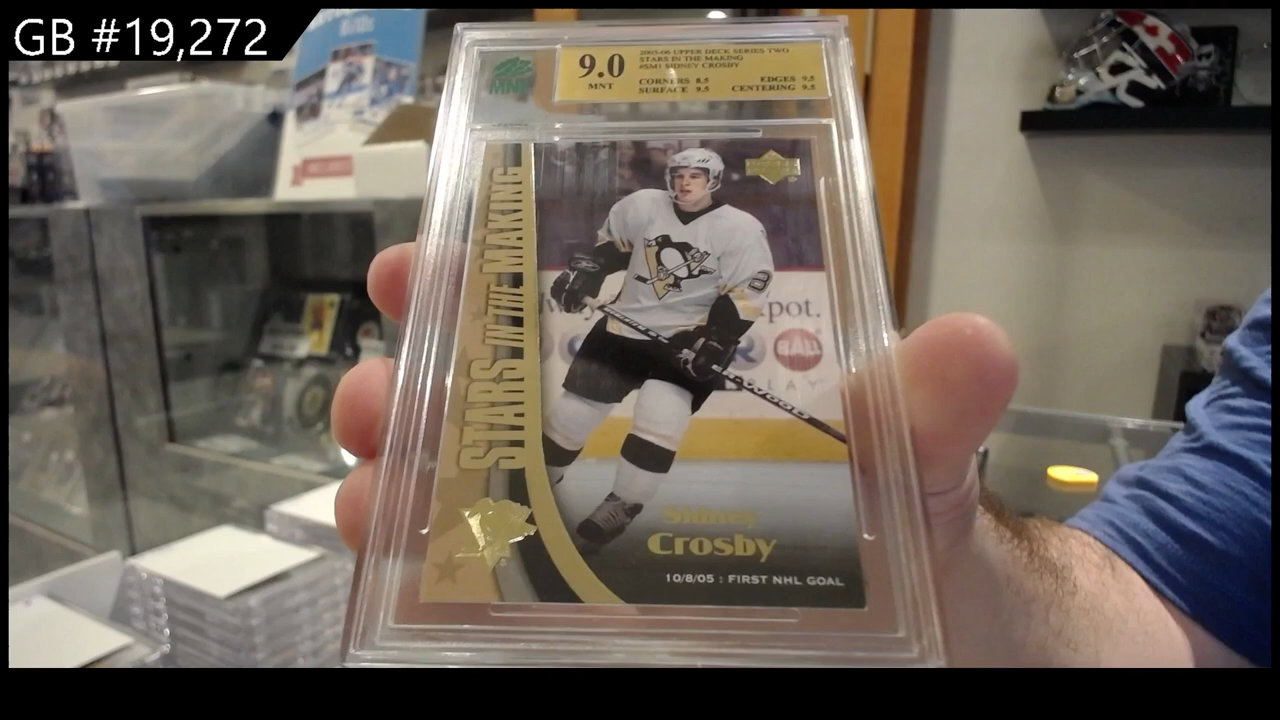 GB #19,272
9.0
MNT
MNT
2005-06 UPPER DECK SERIES TWO
STARS IN THE MAKING
#SM1 SIDNEY CROSBY
CORNERS 8.5 EDGES 9.5
SURFACE 9.5 CENTERING 9.5
STARS IN THE MAKING
pot.
Sidney
Crosby
10/8/05 : FIRST NHL GOAL